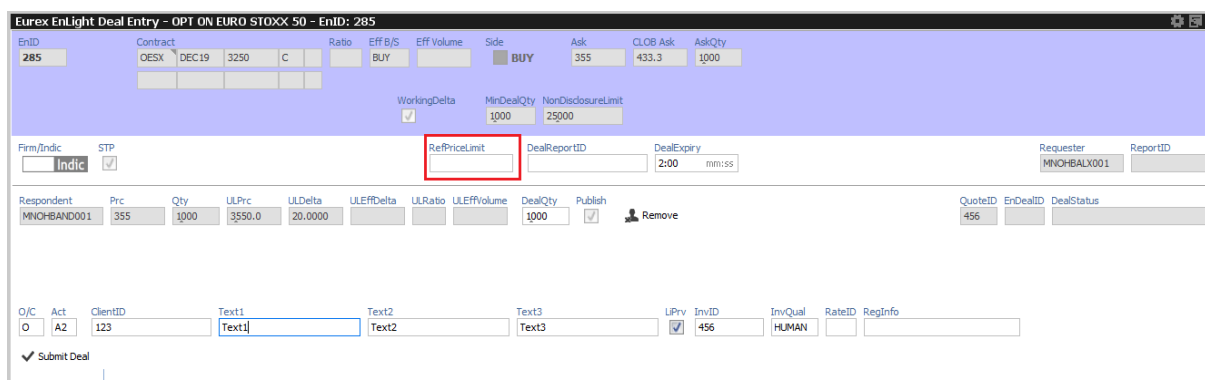 Eurex EnLight Deal Entry - OPT ON EURO STOXX 50 - EnID: 285
EnID Contract Ratio Eff B/S Eff Volume Side Ask CLOB Ask AskQty
285 OESX DEC19 3250 C BUY BUY 355 433.3 1000
WorkingDelta MinDealQty NonDisclosureLimit
1000 25000
Firm/Indic STP RefPriceLimit DealReportID DealExpiry Requester ReportID
Indic 2:00 mm:ss MNOHBALX001
Respondent Prc Qty ULPrc ULDelta ULEffDelta ULRatio ULEffVolume DealQty Publish QuoteID EnDealID DealStatus
MNOHBAND001 355 1000 3550.0 20.0000 1000 Remove 456
O/C Act ClientID Text1 Text2 Text3 LiPrv InvID InvQual RateID RegInfo
O A2 123 Text1 Text2 Text3 456 HUMAN
Submit Deal